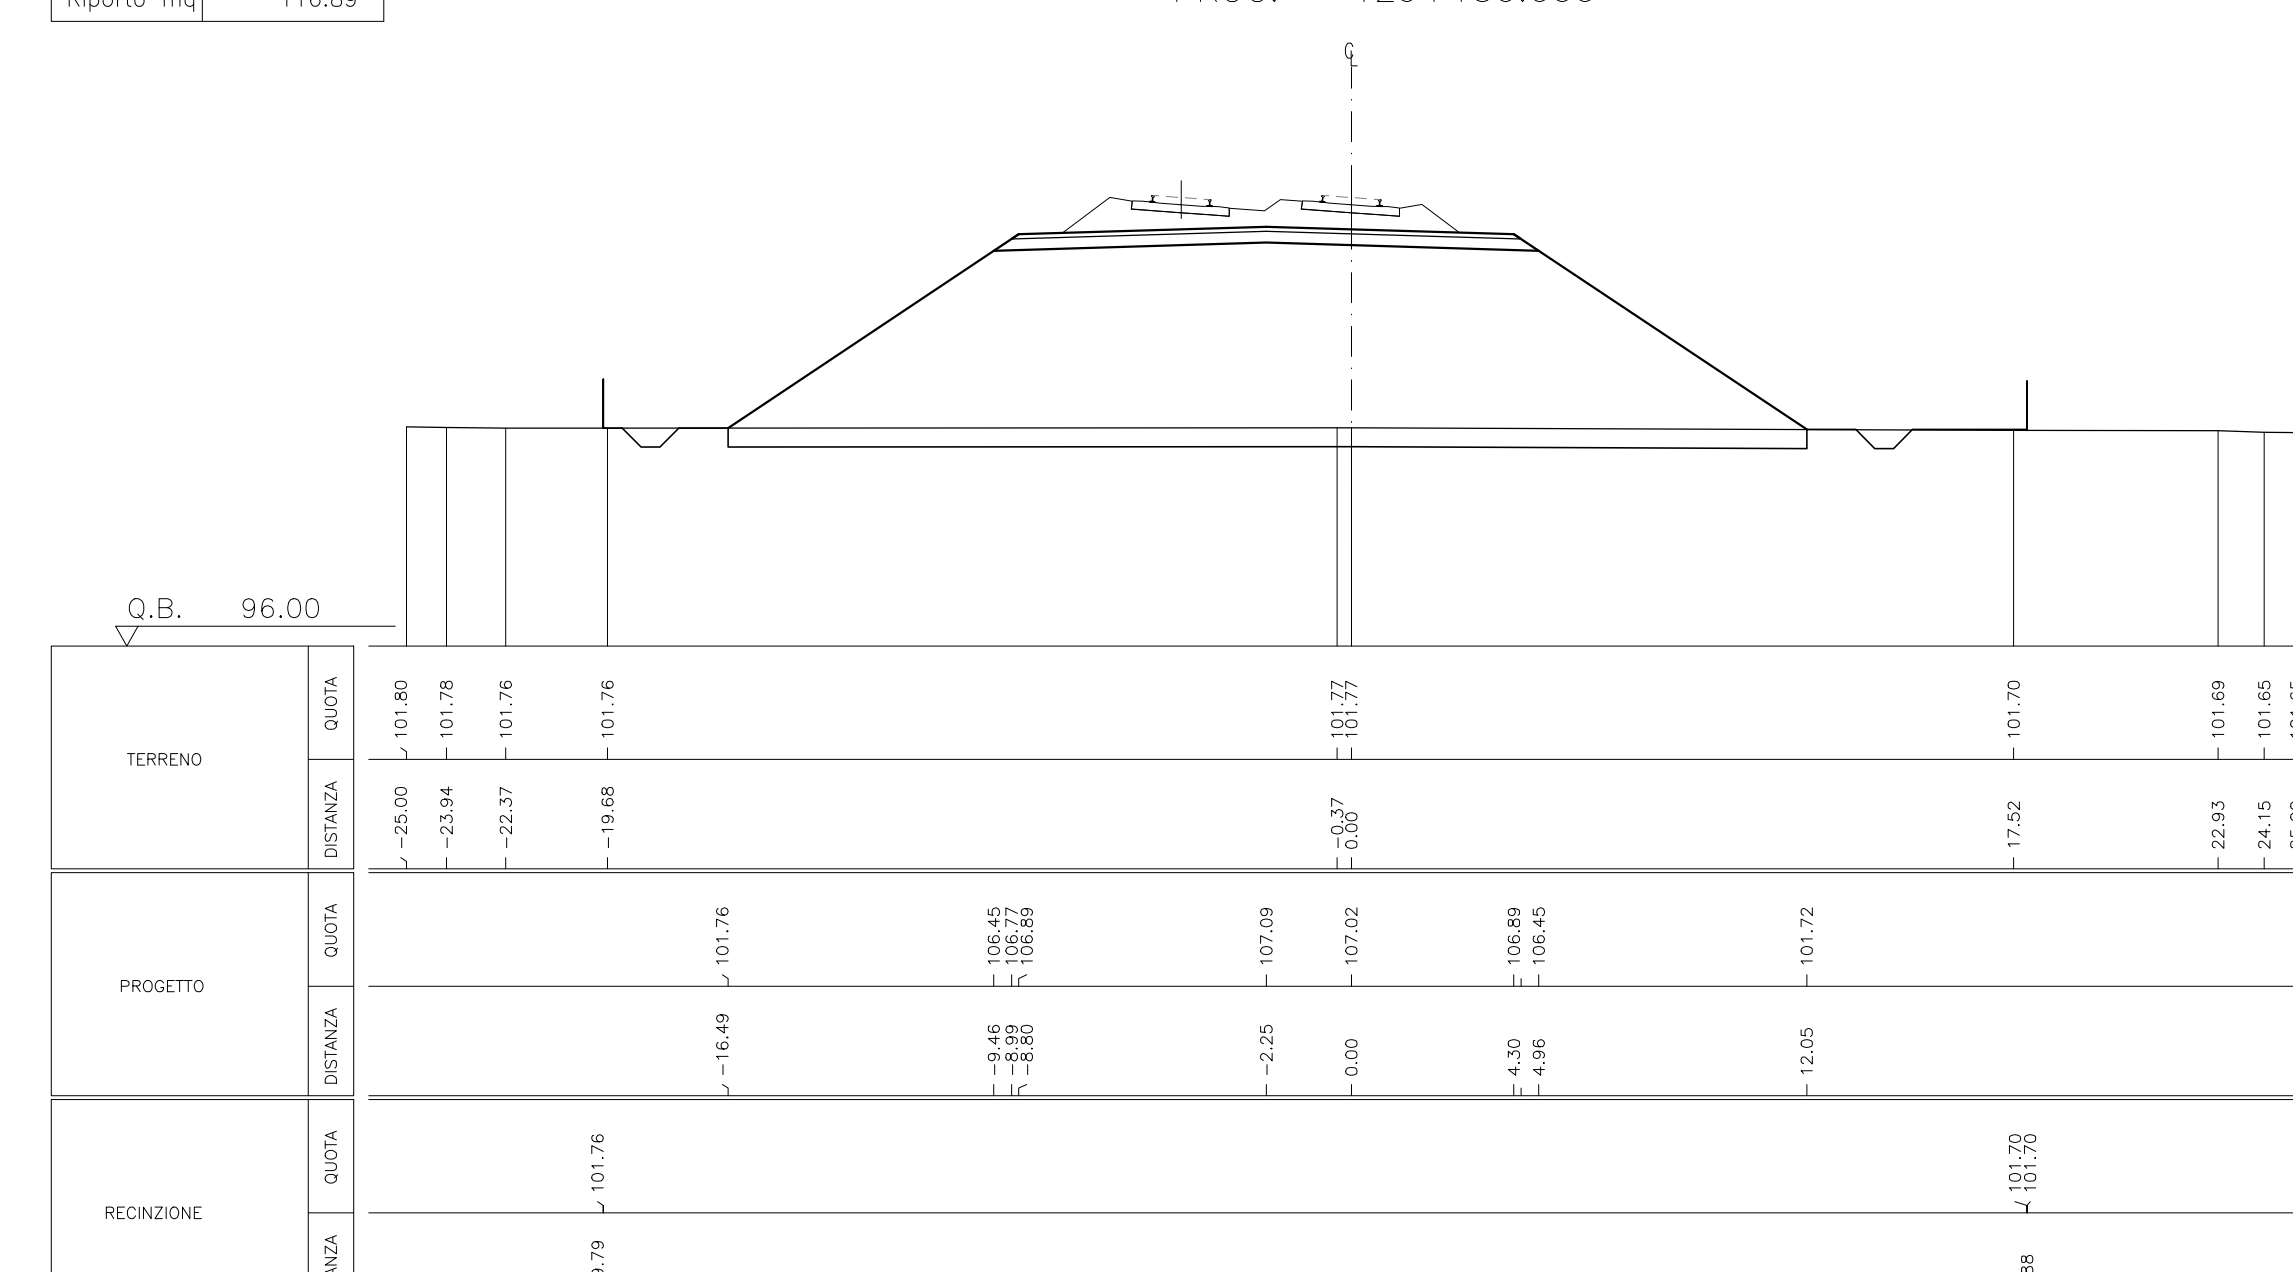 Riporto mq 116.89
Q.B. 96.00
TERRENO
QUOTA
101.80 101.78 101.76 101.76 101.77 101.77 101.70 101.69 101.65
DISTANZA
-25.00 -23.94 -22.37 -19.68 -0.37 0.00 17.52 22.93 24.15
PROGETTO
QUOTA
101.76 106.45 106.77 106.89 107.09 107.02 106.89 106.45 101.72
DISTANZA
-16.49 -9.46 -8.99 -8.80 -2.25 0.00 4.30 4.96 12.05
RECINZIONE
QUOTA
101.76 101.70 101.70